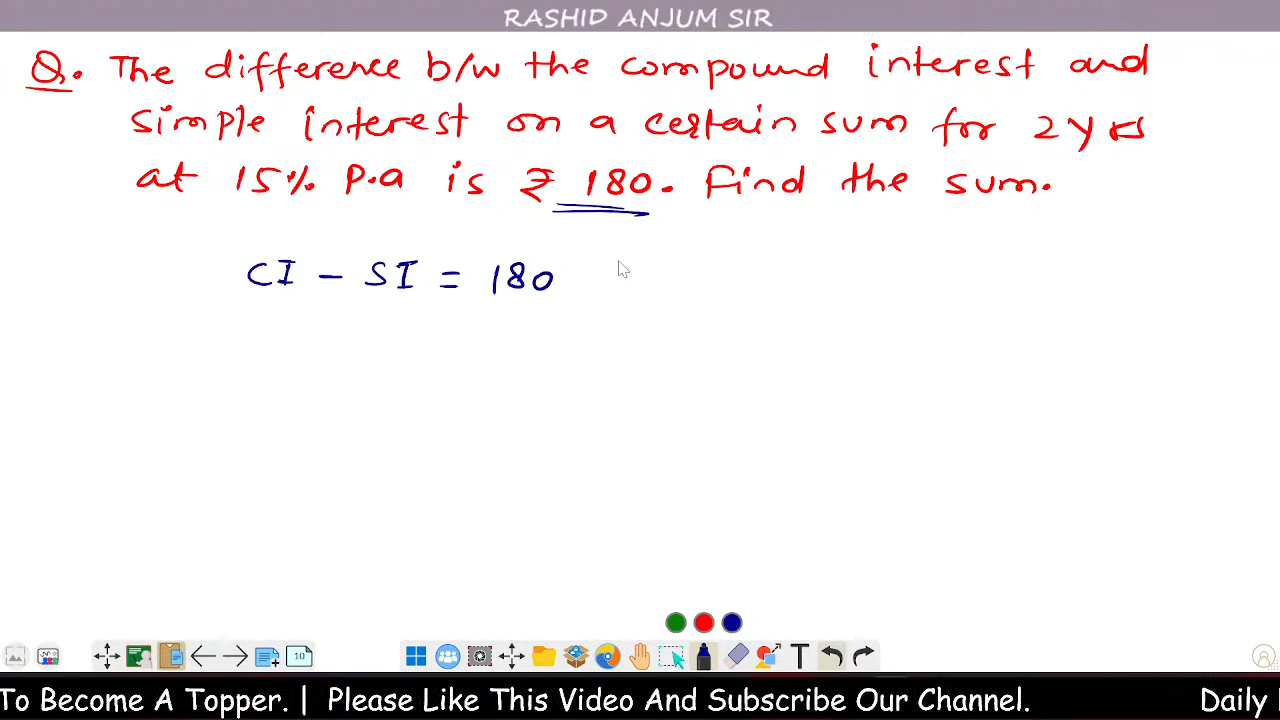 RASHID ANJUM SIR
Q. The difference b/w the compound interest and
simple interest on a certain sum for 2 yrs
at 15% P.a is ₹ 180. Find the sum.
CI - SI = 180
10
To Become A Topper. | Please Like This Video And Subscribe Our Channel. Daily